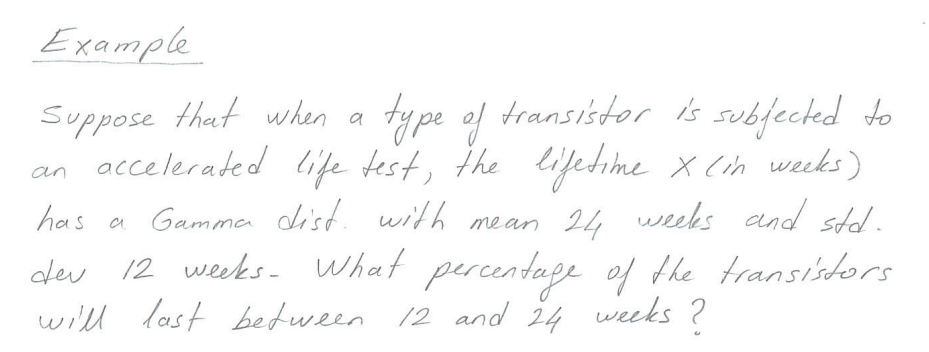 Example
Suppose that when a type of transistor is subjected to
an accelerated life test, the lifetime X (in weeks)
has a Gamma dist. with mean 24 weeks and std.
dev 12 weeks. What percentage of the transistors
will last between 12 and 24 weeks?